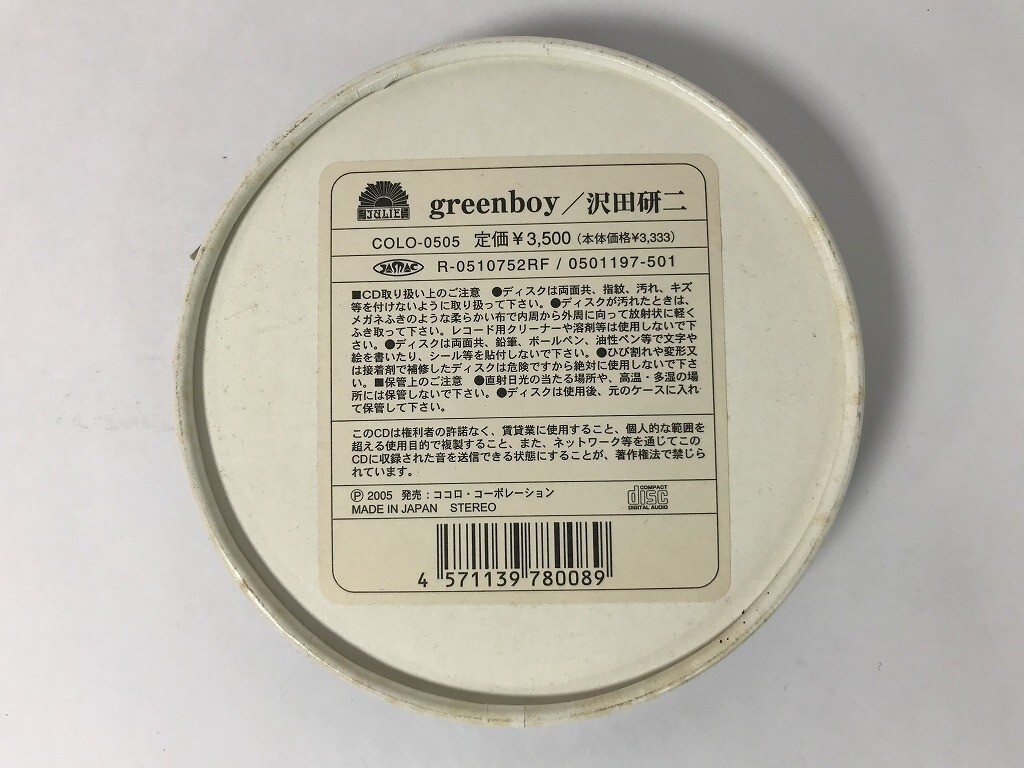 JULIE
greenboy／沢田研二
COLO-0505 定価￥3,500（本体価格￥3,333）
JASRAC R-0510752RF / 0501197-501
■CD取り扱い上のご注意　●ディスクは両面共、指紋、汚れ、キズ
等を付けないように取り扱って下さい。●ディスクが汚れたときは、
メガネふきのような柔らかい布で内周から外周に向って放射状に軽く
ふき取って下さい。レコード用クリーナーや溶剤等は使用しないで下
さい。●ディスクは両面共、鉛筆、ボールペン、油性ペン等で文字や
絵を書いたり、シール等を貼付しないで下さい。●ひび割れや変形又
は接着剤で補修したディスクは危険ですから絶対に使用しないで下さ
い。■保管上のご注意　●直射日光の当たる場所や、高温・多湿の場
所には保管しないで下さい。●ディスクは使用後、元のケースに入れ
て保管して下さい。
このCDは権利者の許諾なく、賃貸業に使用すること、個人的な範囲を
超える使用目的で複製すること、また、ネットワーク等を通じてこの
CDに収録された音を送信できる状態にすることが、著作権法で禁じら
れています。
Ⓟ 2005 発売：ココロ・コーポレーション
MADE IN JAPAN STEREO
COMPACT
disc
DIGITAL AUDIO
4 571139 780089